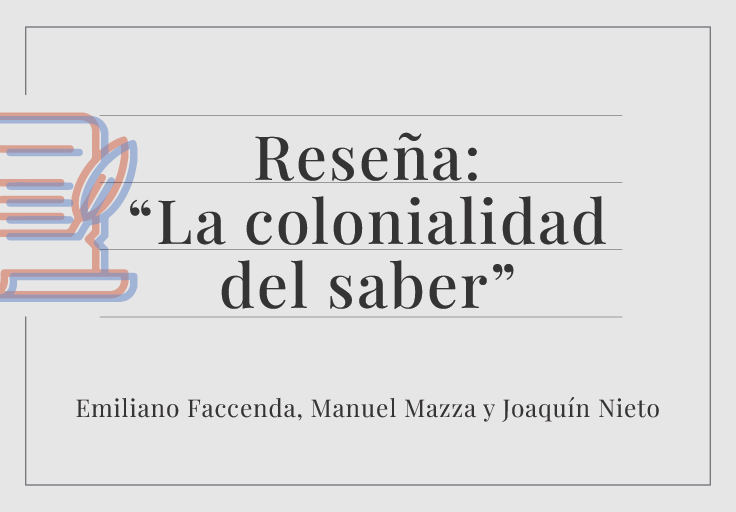 Reseña:
“La colonialidad
del saber”
Emiliano Faccenda, Manuel Mazza y Joaquín Nieto